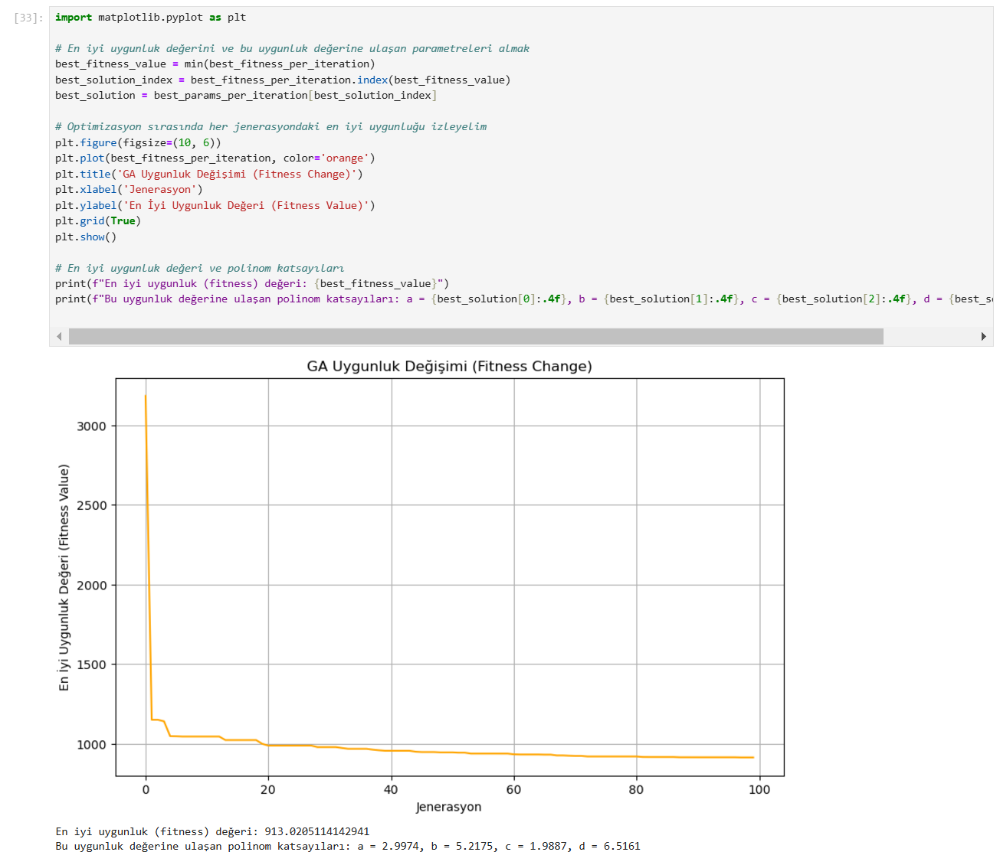 [33]:
import matplotlib.pyplot as plt
# En iyi uygunluk değerini ve bu uygunluk değerine ulaşan parametreleri almak
best_fitness_value = min(best_fitness_per_iteration)
best_solution_index = best_fitness_per_iteration.index(best_fitness_value)
best_solution = best_params_per_iteration[best_solution_index]
# Optimizasyon sırasında her jenerasyondaki en iyi uygunluğu izleyelim
plt.figure(figsize=(10, 6))
plt.plot(best_fitness_per_iteration, color='orange')
plt.title('GA Uygunluk Değişimi (Fitness Change)')
plt.xlabel('Jenerasyon')
plt.ylabel('En İyi Uygunluk Değeri (Fitness Value)')
plt.grid(True)
plt.show()
# En iyi uygunluk değeri ve polinom katsayıları
print(f"En iyi uygunluk (fitness) değeri: {best_fitness_value}")
print(f"Bu uygunluk değerine ulaşan polinom katsayıları: a = {best_solution[0]:.4f}, b = {best_solution[1]:.4f}, c = {best_solution[2]:.4f}, d = {best_s
GA Uygunluk Değişimi (Fitness Change)
En İyi Uygunluk Değeri (Fitness Value)
3000
2500
2000
1500
1000
0 20 40 60 80 100
Jenerasyon
En iyi uygunluk (fitness) değeri: 913.0205114142941
Bu uygunluk değerine ulaşan polinom katsayıları: a = 2.9974, b = 5.2175, c = 1.9887, d = 6.5161